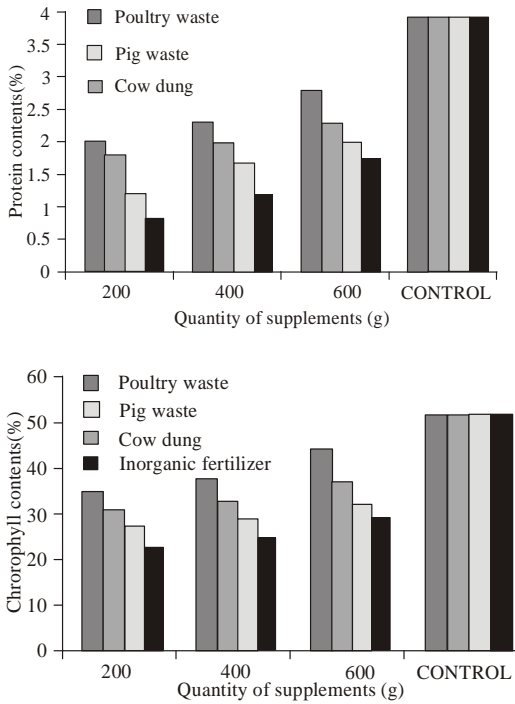 4
3.5
3
2.5
2
1.5
1
0.5
0
Protein contents(%)
Poultry waste
Pig waste
Cow dung
200 400 600 CONTROL
Quantity of supplements (g)
60
50
40
30
20
10
0
Chrorophyll contents(%)
Poultry waste
Pig waste
Cow dung
Inorganic fertilizer
200 400 600 CONTROL
Quantity of supplements (g)